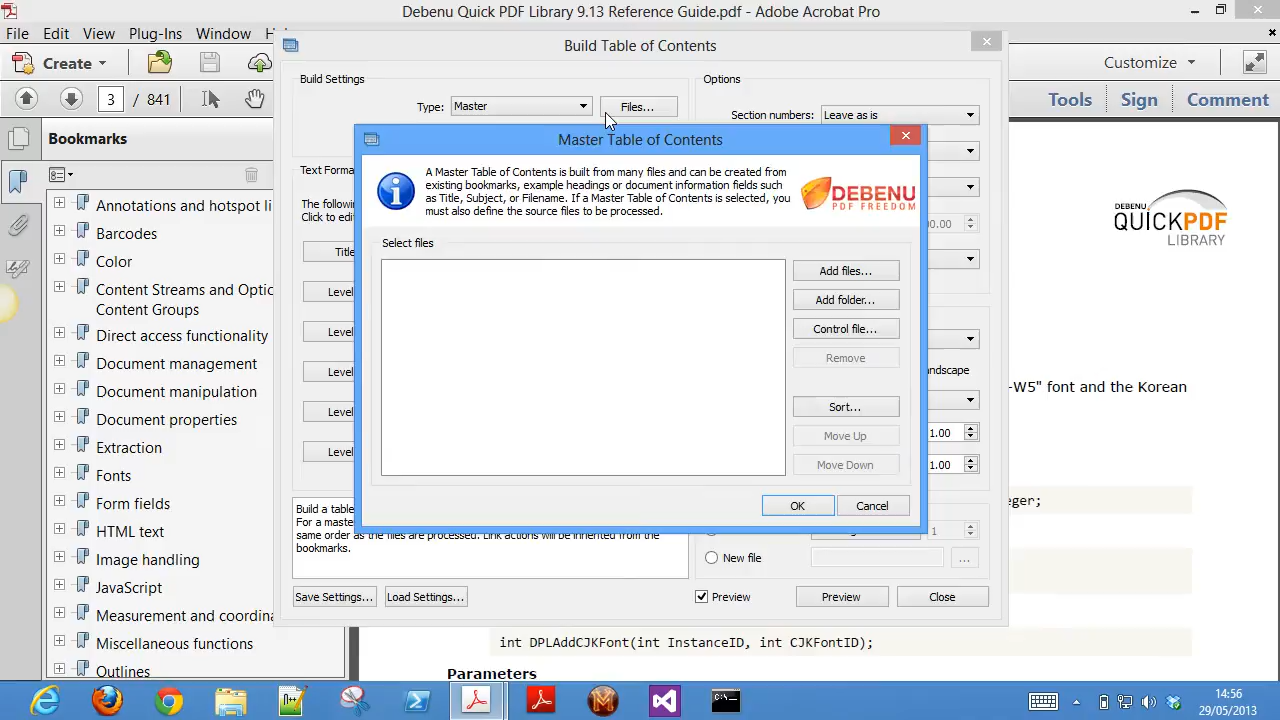 Debenu Quick PDF Library 9.13 Reference Guide.pdf - Adobe Acrobat Pro
File Edit View Plug-Ins Window
Build Table of Contents
Create
Customize
3 / 841
Tools Sign Comment
Bookmarks
Annotations and hotspot li
Barcodes
Color
Content Streams and Optic
Content Groups
Direct access functionality
Document management
Document manipulation
Document properties
Extraction
Fonts
Form fields
HTML text
Image handling
JavaScript
Measurement and coordina
Miscellaneous functions
Outlines
Build Settings
Type: Master Files...
Options
Section numbers: Leave as is
Text Forma
The following
Click to edit
Title
Level
Level
Level
Level
Level
00.00
andscape
1.00
1.00
Master Table of Contents
A Master Table of Contents is built from many files and can be created from
existing bookmarks, example headings or document information fields such
as Title, Subject, or Filename. If a Master Table of Contents is selected, you
must also define the source files to be processed.
DEBENU
PDF FREEDOM
Select files
Add files...
Add folder...
Control file...
Remove
Sort...
Move Up
Move Down
OK Cancel
Build a table
For a master
same order as the files are processed. Link actions will be inherited from the
bookmarks.
1
New file ...
Save Settings... Load Settings... Preview Preview Close
DEBENU
QUICKPDF
LIBRARY
-W5" font and the Korean
eger;
int DPLAddCJKFont(int InstanceID, int CJKFontID);
Parameters
14:56
29/05/2013